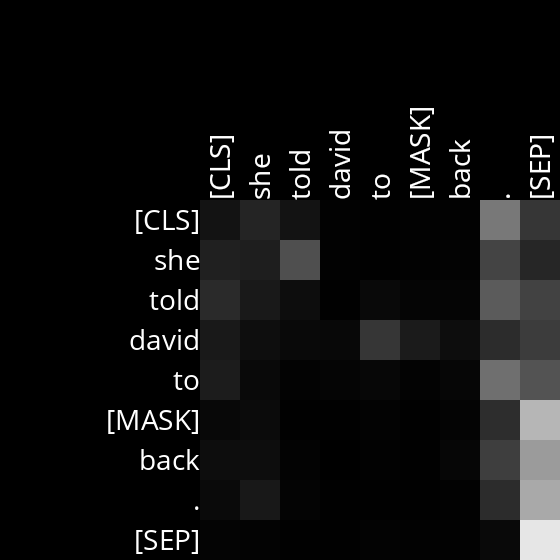 [CLS] she told david to [MASK] back . [SEP]
[CLS]
she
told
david
to
[MASK]
back
.
[SEP]